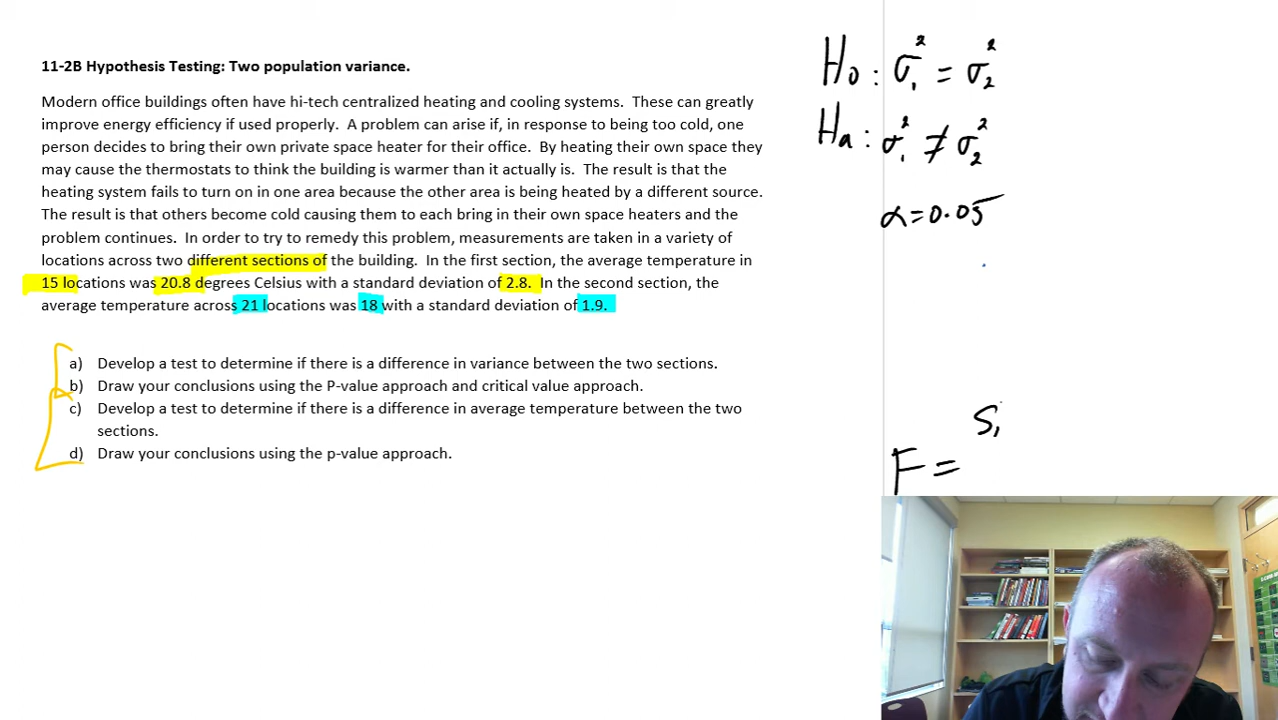 11-2B Hypothesis Testing: Two population variance.
Modern office buildings often have hi-tech centralized heating and cooling systems. These can greatly
improve energy efficiency if used properly. A problem can arise if, in response to being too cold, one
person decides to bring their own private space heater for their office. By heating their own space they
may cause the thermostats to think the building is warmer than it actually is. The result is that the
heating system fails to turn on in one area because the other area is being heated by a different source.
The result is that others become cold causing them to each bring in their own space heaters and the
problem continues. In order to try to remedy this problem, measurements are taken in a variety of
locations across two different sections of the building. In the first section, the average temperature in
15 locations was 20.8 degrees Celsius with a standard deviation of 2.8. In the second section, the
average temperature across 21 locations was 18 with a standard deviation of 1.9.
a) Develop a test to determine if there is a difference in variance between the two sections.
b) Draw your conclusions using the P-value approach and critical value approach.
c) Develop a test to determine if there is a difference in average temperature between the two
sections.
d) Draw your conclusions using the p-value approach.
H₀ : σ₁² = σ₂²
Hₐ : σ₁² ≠ σ₂²
α = 0.05
S₁
F =